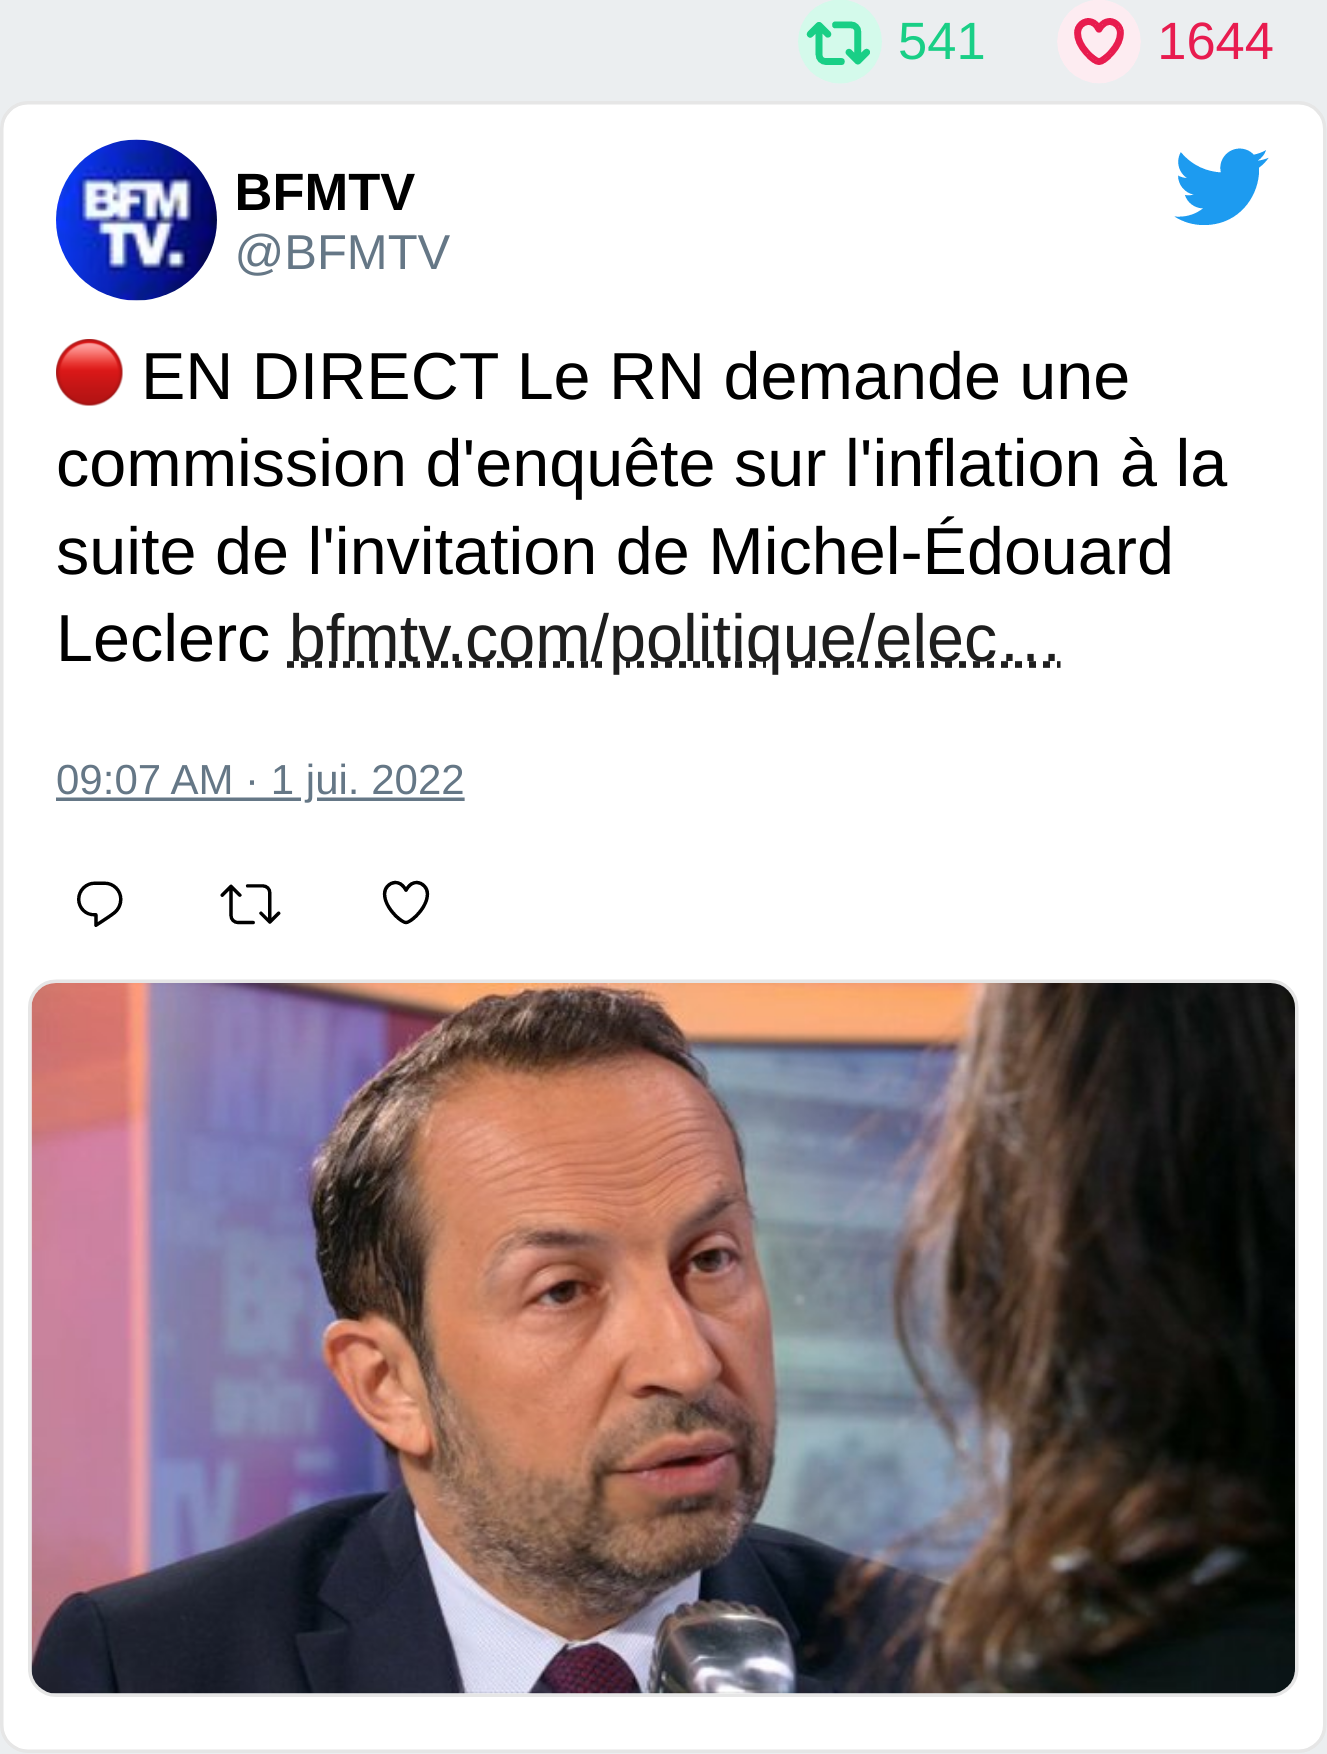 541 1644
BFM
TV.
BFMTV
@BFMTV
🔴 EN DIRECT Le RN demande une
commission d'enquête sur l'inflation à la
suite de l'invitation de Michel-Édouard
Leclerc bfmtv.com/politique/elec…
09:07 AM · 1 jui. 2022